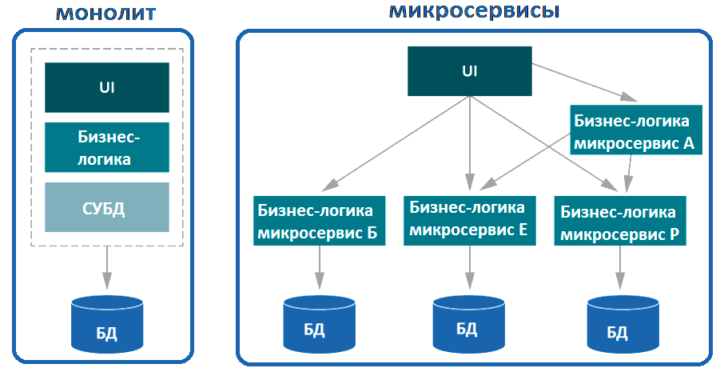 монолит
UI
Бизнес-
логика
СУБД
БД
микросервисы
UI
Бизнес-логика
микросервис А
Бизнес-логика
микросервис Б
Бизнес-логика
микросервис Е
Бизнес-логика
микросервис Р
БД
БД
БД